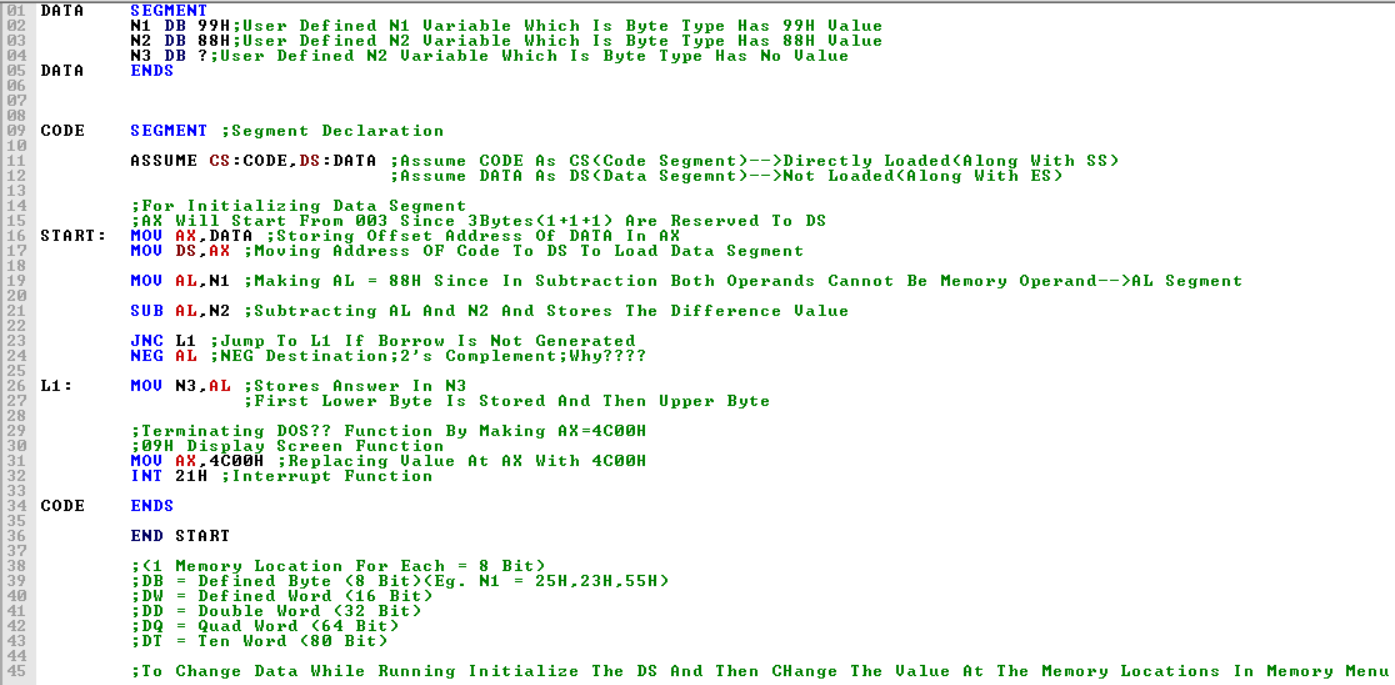 01 DATA SEGMENT
02 N1 DB 99H;User Defined N1 Variable Which Is Byte Type Has 99H Value
03 N2 DB 88H;User Defined N2 Variable Which Is Byte Type Has 88H Value
04 N3 DB ?;User Defined N2 Variable Which Is Byte Type Has No Value
05 DATA ENDS
06
07
08
09 CODE SEGMENT ;Segment Declaration
10
11 ASSUME CS:CODE,DS:DATA ;Assume CODE As CS(Code Segment)-->Directly Loaded(Along With SS)
12 ;Assume DATA As DS(Data Segemnt)-->Not Loaded(Along With ES)
13
14 ;For Initializing Data Segment
15 ;AX Will Start From 003 Since 3Bytes(1+1+1) Are Reserved To DS
16 START: MOV AX,DATA ;Storing Offset Address Of DATA In AX
17 MOV DS,AX ;Moving Address OF Code To DS To Load Data Segment
18
19 MOV AL,N1 ;Making AL = 88H Since In Subtraction Both Operands Cannot Be Memory Operand-->AL Segment
20
21 SUB AL,N2 ;Subtracting AL And N2 And Stores The Difference Value
22
23 JNC L1 ;Jump To L1 If Borrow Is Not Generated
24 NEG AL ;NEG Destination;2's Complement;Why????
25
26 L1: MOV N3,AL ;Stores Answer In N3
27 ;First Lower Byte Is Stored And Then Upper Byte
28
29 ;Terminating DOS?? Function By Making AX=4C00H
30 ;09H Display Screen Function
31 MOV AX,4C00H ;Replacing Value At AX With 4C00H
32 INT 21H ;Interrupt Function
33
34 CODE ENDS
35
36 END START
37
38 ;(1 Memory Location For Each = 8 Bit)
39 ;DB = Defined Byte (8 Bit)(Eg. N1 = 25H,23H,55H)
40 ;DW = Defined Word (16 Bit)
41 ;DD = Double Word (32 Bit)
42 ;DQ = Quad Word (64 Bit)
43 ;DT = Ten Word (80 Bit)
44
45 ;To Change Data While Running Initialize The DS And Then CHange The Value At The Memory Locations In Memory Menu